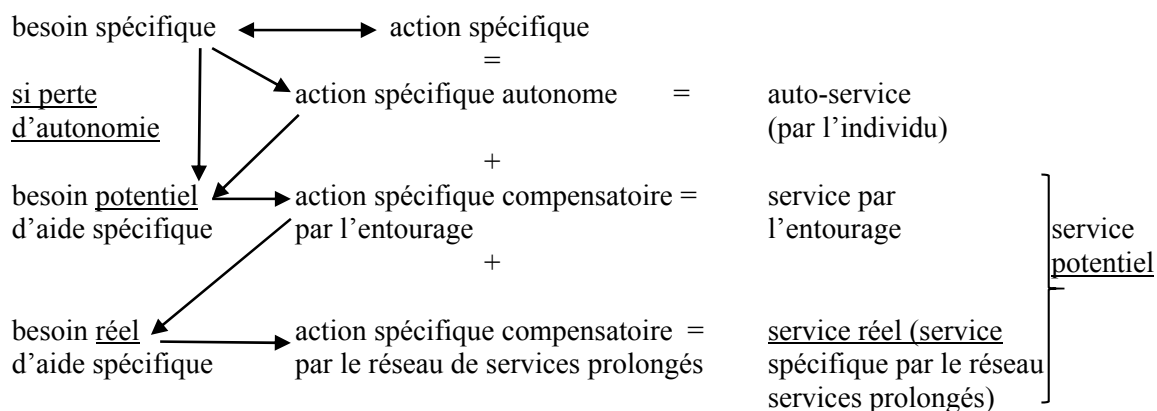 besoin spécifique action spécifique
=
si perte action spécifique autonome = auto-service
d'autonomie (par l'individu)
+
besoin potentiel action spécifique compensatoire = service par
d'aide spécifique par l'entourage l'entourage service
+ potentiel
besoin réel action spécifique compensatoire = service réel (service
d'aide spécifique par le réseau de services prolongés spécifique par le réseau
services prolongés)